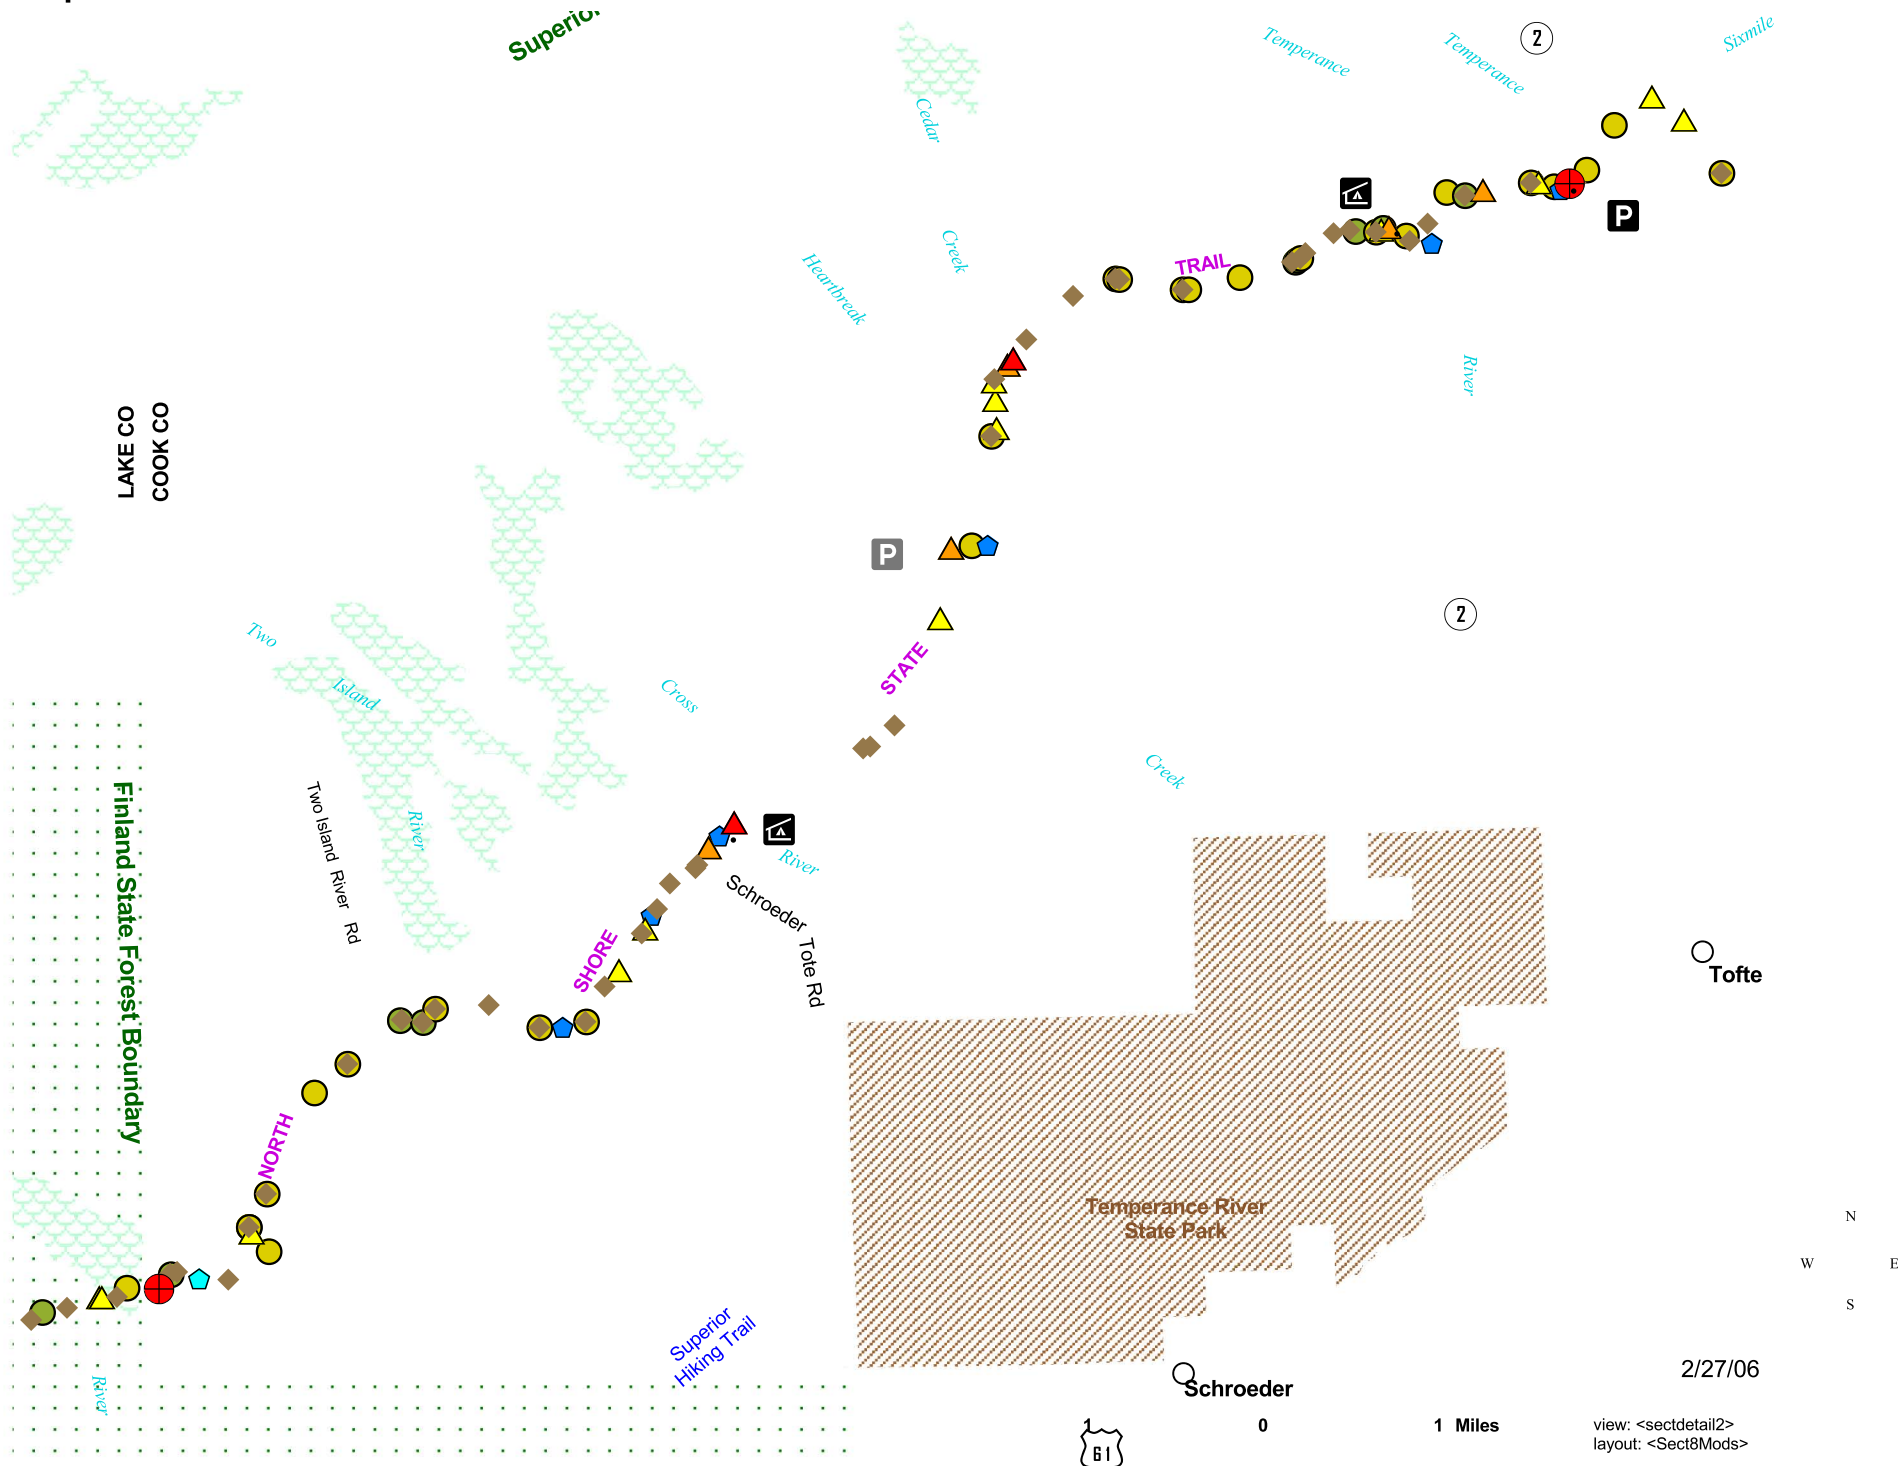 Superior
Temperance
Temperance
2
Sixmile
Cedar
Creek
Heartbreak
TRAIL
P
River
LAKE CO
COOK CO
P
2
Two
Island
River
Cross
River
STATE
Creek
Two Island River Rd
Finland State Forest Boundary
Schroeder Tote Rd
SHORE
NORTH
Tofte
Temperance River
State Park
N
W E
S
Superior
Hiking Trail
River
Schroeder
2/27/06
1 0 1 Miles
61
view: <sectdetail2>
layout: <Sect8Mods>